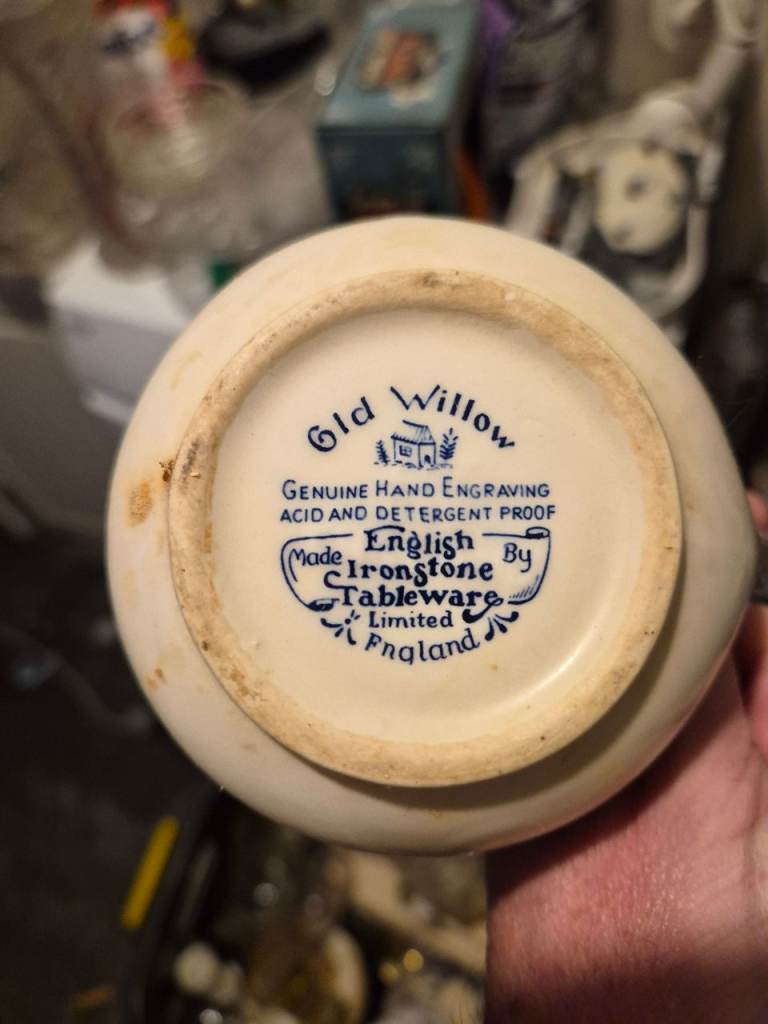 Old Willow
GENUINE HAND ENGRAVING
ACID AND DETERGENT PROOF
Made English By
Ironstone
Tableware
Limited
England